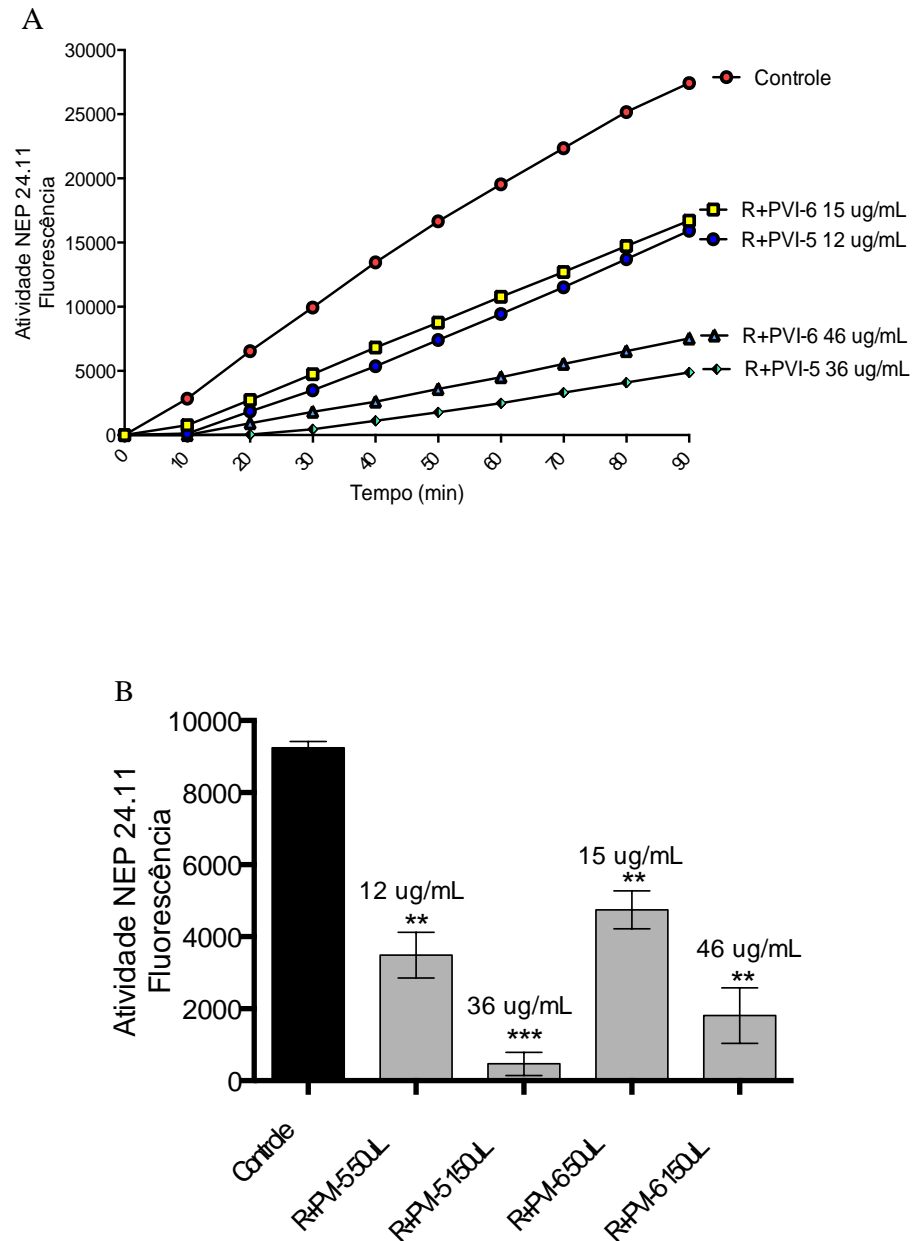 A
30000
25000
20000
15000
10000
5000
0
Atividade NEP 24.11
Fluorescência
0 10 20 30 40 50 60 70 80 90
Tempo (min)
Controle
R+PVI-6 15 ug/mL
R+PVI-5 12 ug/mL
R+PVI-6 46 ug/mL
R+PVI-5 36 ug/mL
B
10000
8000
6000
4000
2000
0
Atividade NEP 24.11
Fluorescência
12 ug/mL
**
36 ug/mL
***
15 ug/mL
**
46 ug/mL
**
Controle
R+PVI-5 50uL
R+PVI-5 150uL
R+PVI-6 50uL
R+PVI-6 150uL